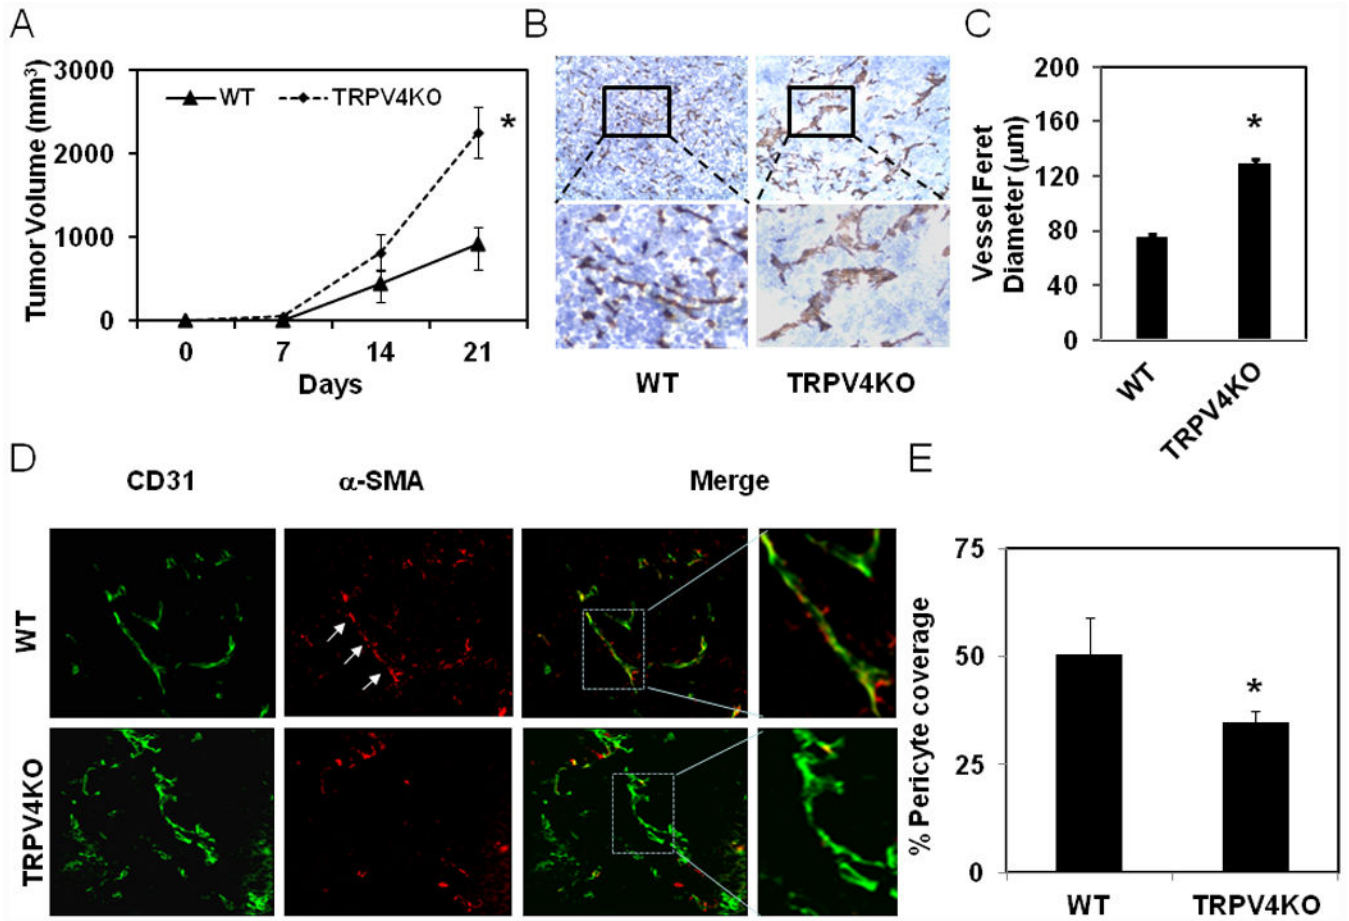 A
Tumor Volume (mm³)
3000
2000
1000
0
WT
TRPV4KO
*
0 7 14 21
Days
B
WT TRPV4KO
C
Vessel Feret
Diameter (μm)
200
160
120
80
40
0
*
WT
TRPV4KO
D
CD31 α-SMA Merge
WT
TRPV4KO
E
% Pericyte coverage
75
50
25
0
*
WT TRPV4KO